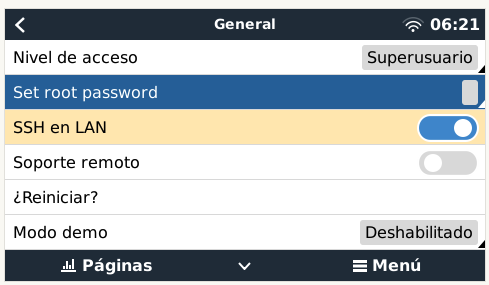 General 06:21
Nivel de acceso Superusuario
Set root password
SSH en LAN
Soporte remoto
¿Reiniciar?
Modo demo Deshabilitado
Páginas Menú